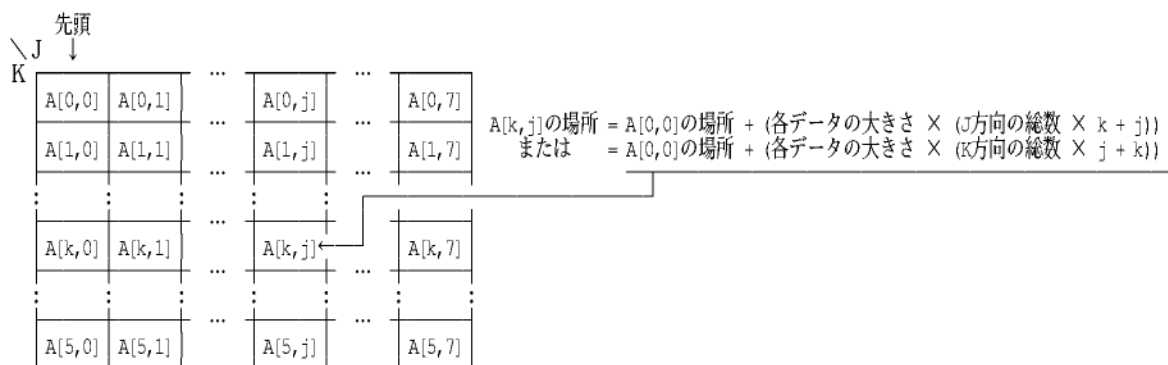 先頭
＼J ↓
K
A[0,0] A[0,1] … A[0,j] … A[0,7]
A[1,0] A[1,1] … A[1,j] … A[1,7]
A[k,j]の場所 = A[0,0]の場所 + (各データの大きさ × (J方向の総数 × k + j))
または = A[0,0]の場所 + (各データの大きさ × (K方向の総数 × j + k))
: : : … : : … : :
A[k,0] A[k,1] … A[k,j]← … A[k,7]
: : : … : : … : :
A[5,0] A[5,1] … A[5,j] … A[5,7]